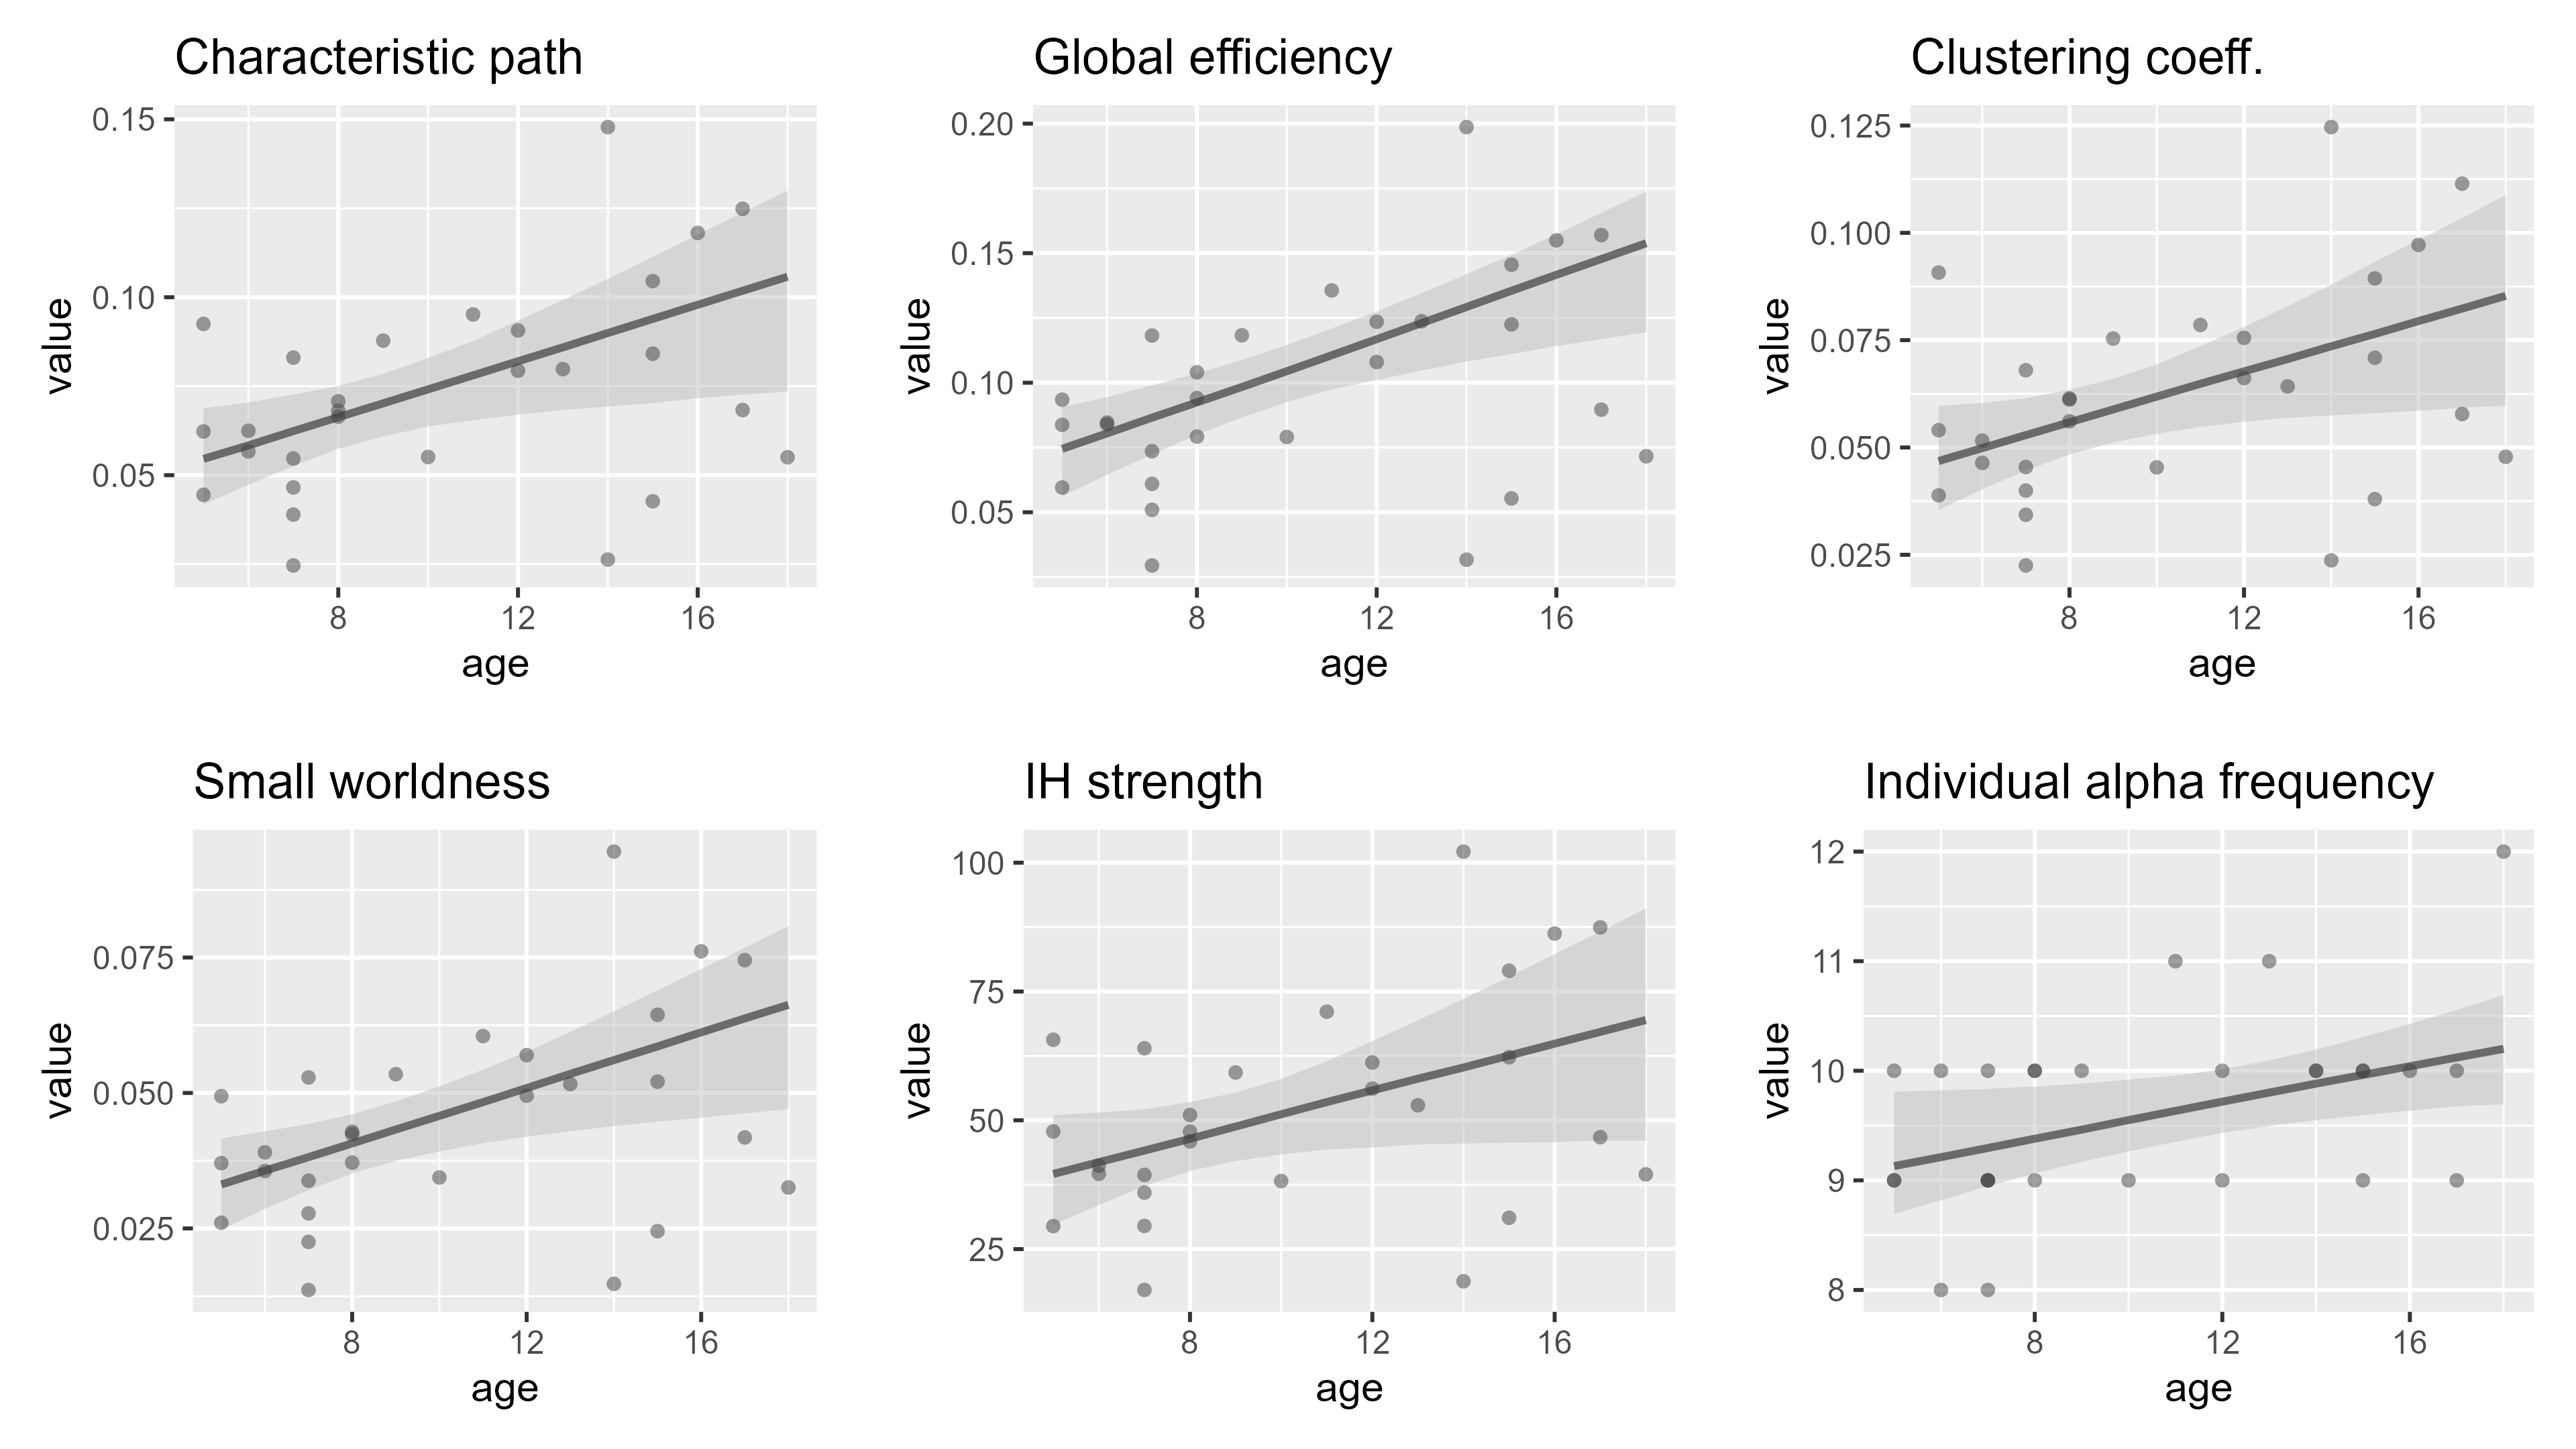 Characteristic path
0.15
0.10
0.05
value
8 12 16
age
Global efficiency
0.20
0.15
0.10
0.05
value
8 12 16
age
Clustering coeff.
0.125
0.100
0.075
0.050
0.025
value
8 12 16
age
Small worldness
0.075
0.050
0.025
value
8 12 16
age
IH strength
100
75
50
25
value
8 12 16
age
Individual alpha frequency
12
11
10
9
8
value
8 12 16
age